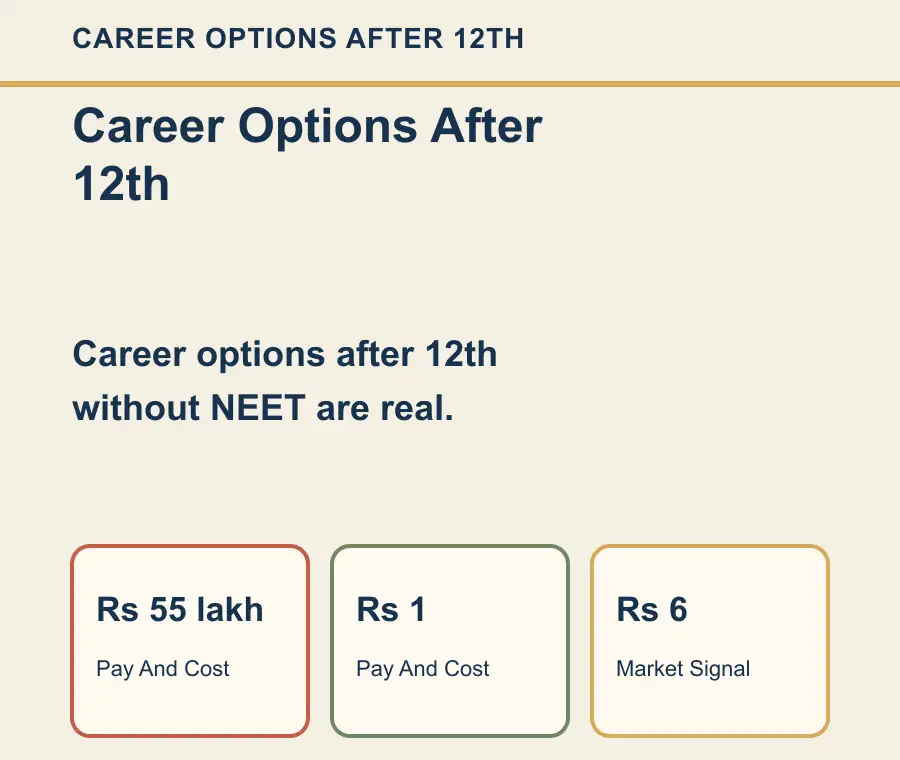 CAREER OPTIONS AFTER 12TH
Career Options After
12th
Career options after 12th
without NEET are real.
Rs 55 lakh
Pay And Cost
Rs 1
Pay And Cost
Rs 6
Market Signal